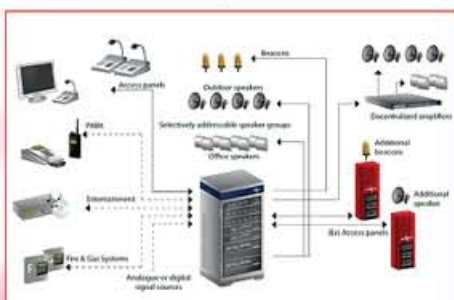 Beacons
Access panels
Outdoor speakers
Decentralized amplifiers
PABX
Selectively addressable speaker groups
Additional
beacons
Office speakers
Additional
speaker
Entertainment
(Ex) Access panels
Fire & Gas Systems
Analogue or digital
signal sources